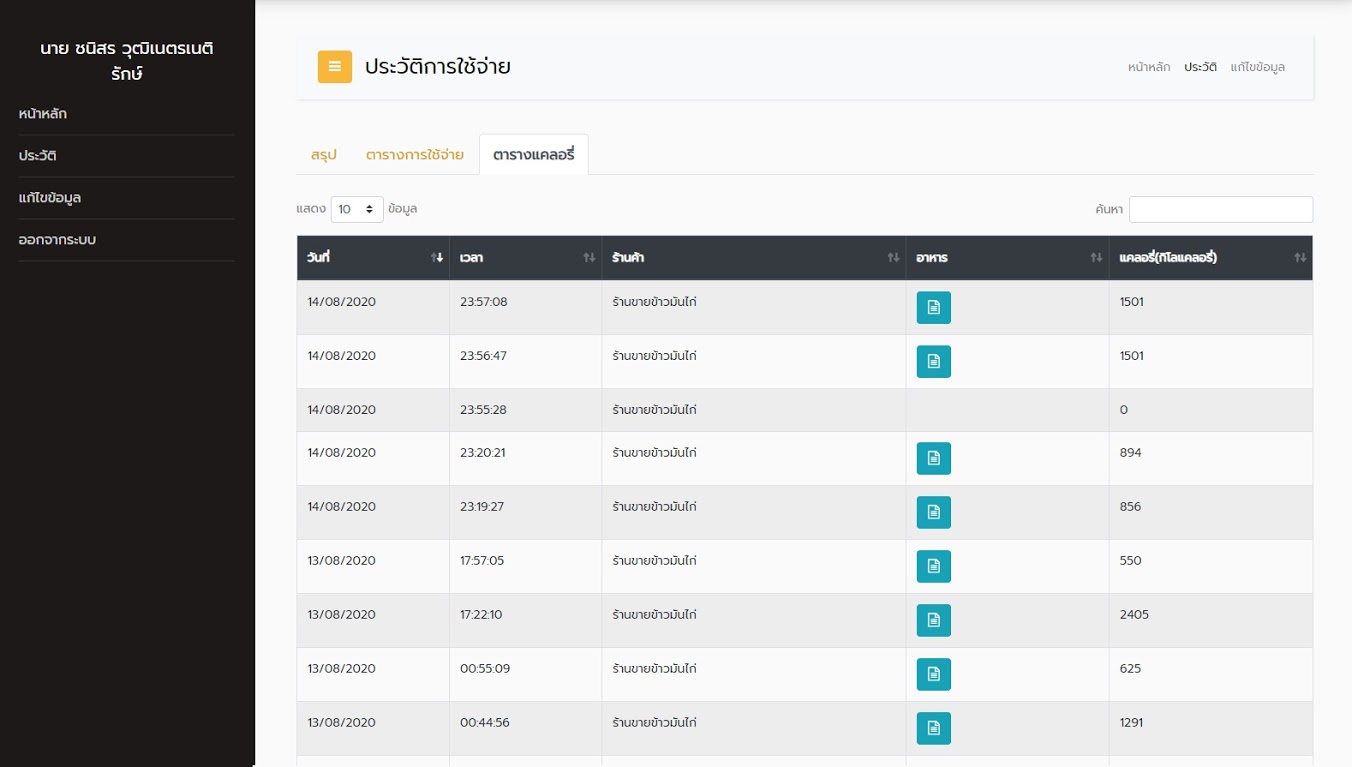 นาย ชนิสร วุฒิเนตรเนติ
รักษ์
หน้าหลัก
ประวัติ
แก้ไขข้อมูล
ออกจากระบบ
ประวัติการใช้จ่าย
หน้าหลัก ประวัติ แก้ไขข้อมูล
สรุป ตารางการใช้จ่าย ตารางแคลอรี่
แสดง 10 ข้อมูล ค้นหา
วันที่ เวลา ร้านค้า อาหาร แคลอรี่(กิโลแคลอรี่)
14/08/2020 23:57:08 ร้านขายข้าวมันไก่ 1501
14/08/2020 23:56:47 ร้านขายข้าวมันไก่ 1501
14/08/2020 23:55:28 ร้านขายข้าวมันไก่ 0
14/08/2020 23:20:21 ร้านขายข้าวมันไก่ 894
14/08/2020 23:19:27 ร้านขายข้าวมันไก่ 856
13/08/2020 17:57:05 ร้านขายข้าวมันไก่ 550
13/08/2020 17:22:10 ร้านขายข้าวมันไก่ 2405
13/08/2020 00:55:09 ร้านขายข้าวมันไก่ 625
13/08/2020 00:44:56 ร้านขายข้าวมันไก่ 1291